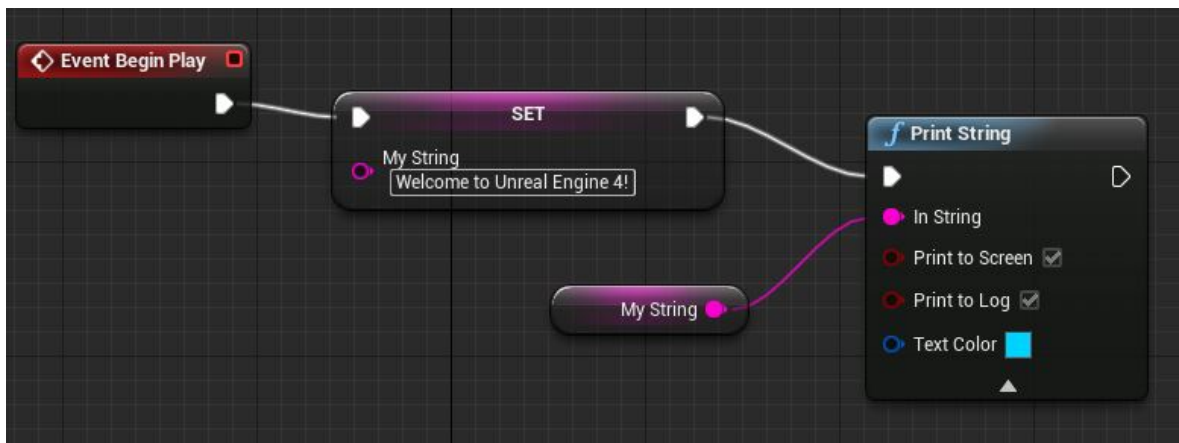 Event Begin Play
SET
My String
Welcome to Unreal Engine 4!
My String
f Print String
In String
Print to Screen
Print to Log
Text Color